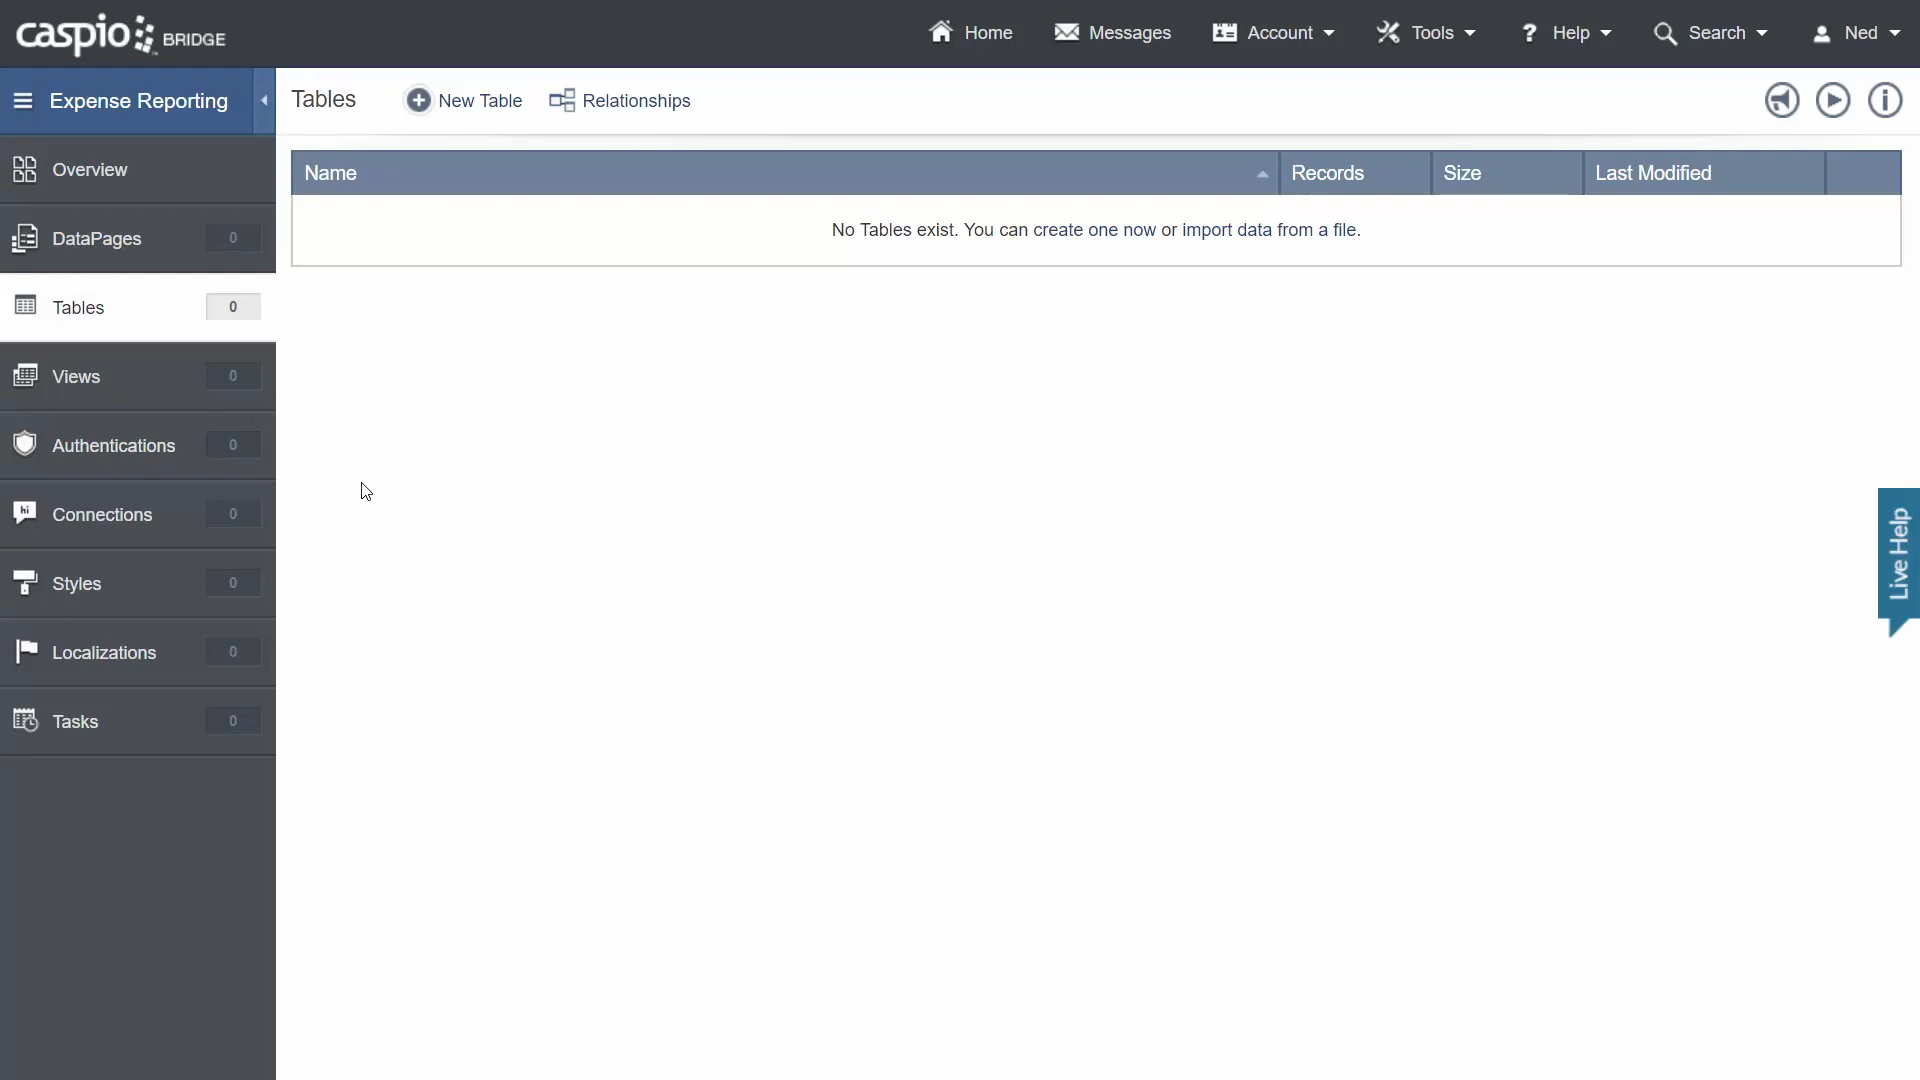 caspio BRIDGE
Home
Messages
Account
Tools
? Help
Search
Ned
Expense Reporting
Tables
New Table
Relationships
Overview
DataPages 0
Tables 0
Views 0
Authentications 0
hi Connections 0
Styles 0
Localizations 0
Tasks 0
Name
Records
Size
Last Modified
No Tables exist. You can create one now or import data from a file.
Live Help